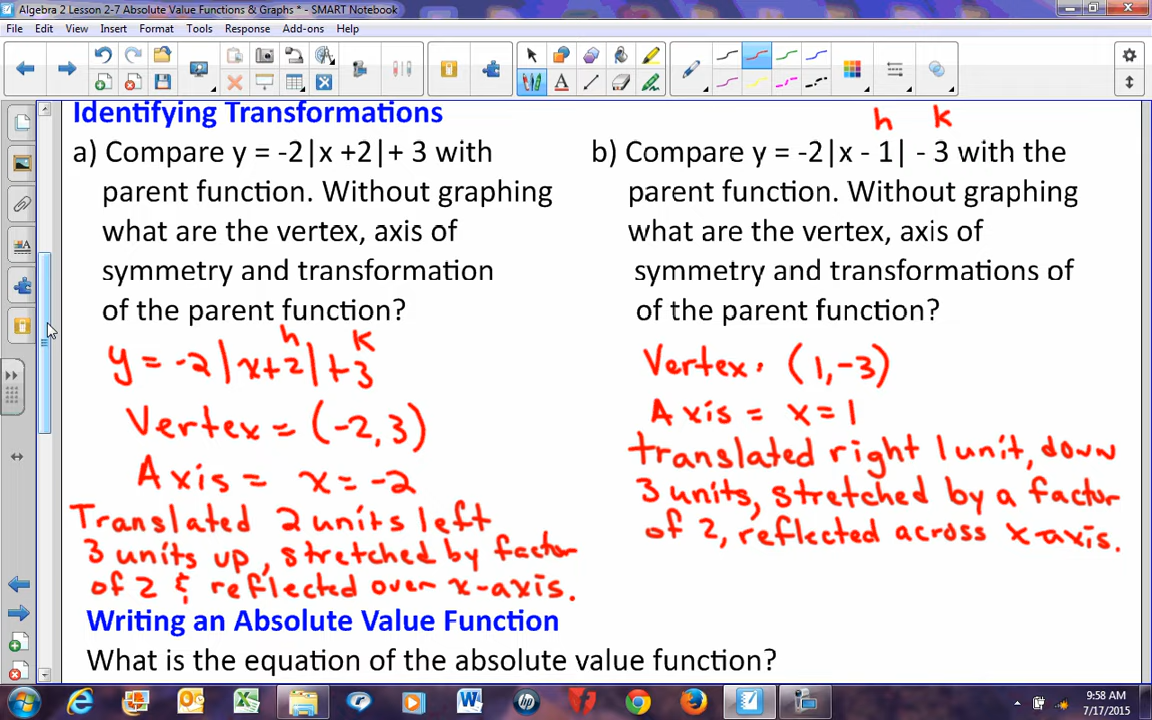 Algebra 2 Lesson 2-7 Absolute Value Functions & Graphs * - SMART Notebook
File Edit View Insert Format Tools Response Add-ons Help
Identifying Transformations
a) Compare y = -2|x +2|+ 3 with
parent function. Without graphing
what are the vertex, axis of
symmetry and transformation
of the parent function?
h k
y = -2|x+2|+3
Vertex = (-2,3)
Axis = x = -2
Translated 2 units left
3 units up, stretched by factor
of 2 & reflected over x-axis.
h k
b) Compare y = -2|x - 1| - 3 with the
parent function. Without graphing
what are the vertex, axis of
symmetry and transformations of
of the parent function?
Vertex. (1,-3)
Axis = x=1
translated right 1 unit, down
3 units, stretched by a factor
of 2, reflected across x-axis.
Writing an Absolute Value Function
What is the equation of the absolute value function?
9:58 AM
7/17/2015